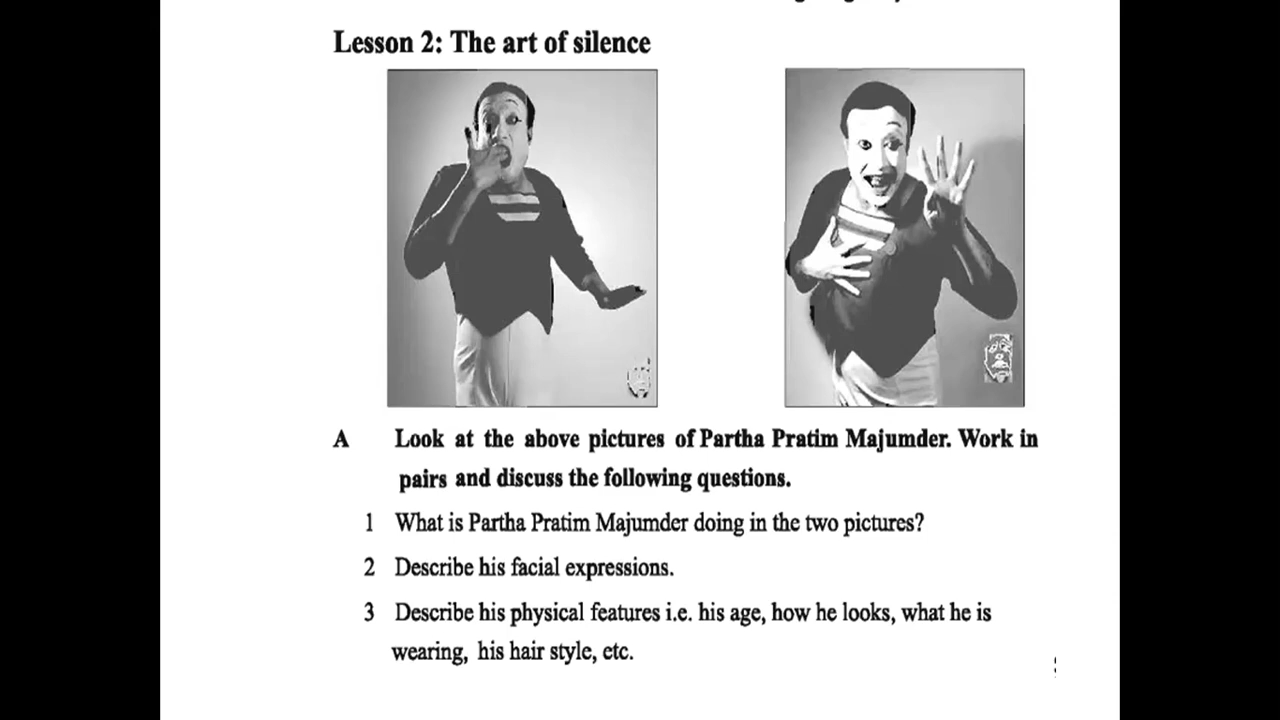 Lesson 2: The art of silence
A Look at the above pictures of Partha Pratim Majumder. Work in
pairs and discuss the following questions.
1 What is Partha Pratim Majumder doing in the two pictures?
2 Describe his facial expressions.
3 Describe his physical features i.e. his age, how he looks, what he is
wearing, his hair style, etc.